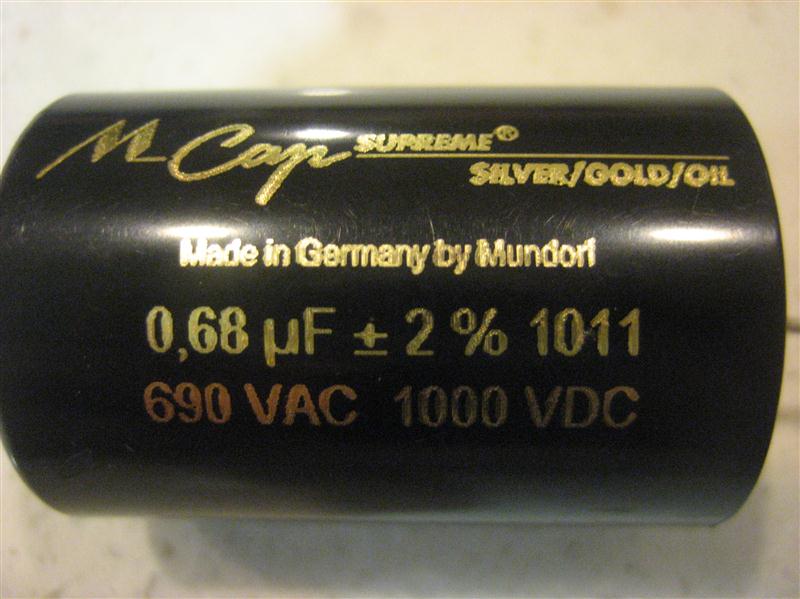 M Cap SUPREME®
SILVER/GOLD/OIL
Made in Germany by Mundorf
0,68 µF ± 2 % 1011
690 VAC 1000 VDC